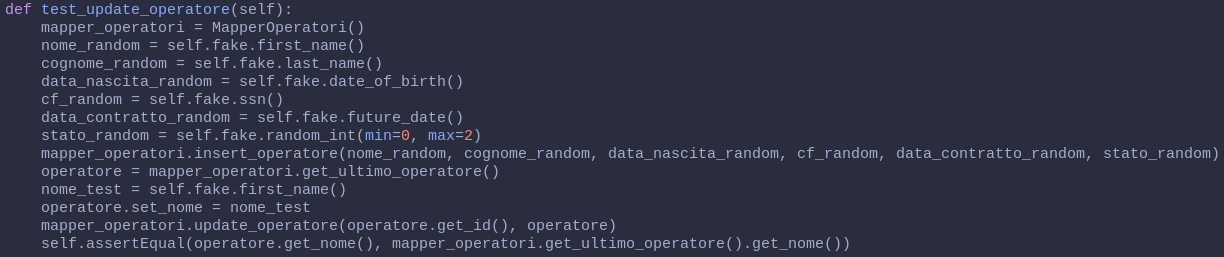 def test_update_operatore(self):
    mapper_operatori = MapperOperatori()
    nome_random = self.fake.first_name()
    cognome_random = self.fake.last_name()
    data_nascita_random = self.fake.date_of_birth()
    cf_random = self.fake.ssn()
    data_contratto_random = self.fake.future_date()
    stato_random = self.fake.random_int(min=0, max=2)
    mapper_operatori.insert_operatore(nome_random, cognome_random, data_nascita_random, cf_random, data_contratto_random, stato_random)
    operatore = mapper_operatori.get_ultimo_operatore()
    nome_test = self.fake.first_name()
    operatore.set_nome = nome_test
    mapper_operatori.update_operatore(operatore.get_id(), operatore)
    self.assertEqual(operatore.get_nome(), mapper_operatori.get_ultimo_operatore().get_nome())